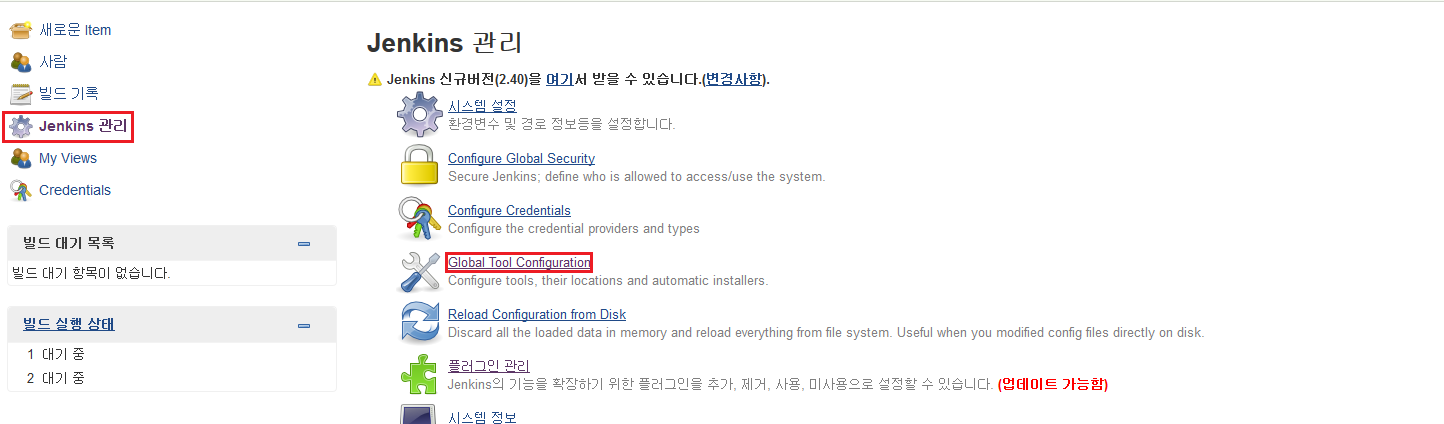 새로운 Item
사람
빌드 기록
Jenkins 관리
My Views
Credentials
빌드 대기 목록
빌드 대기 항목이 없습니다.
빌드 실행 상태
1 대기 중
2 대기 중
Jenkins 관리
Jenkins 신규버전(2.40)을 여기서 받을 수 있습니다.(변경사항).
시스템 설정
환경변수 및 경로 정보등을 설정합니다.
Configure Global Security
Secure Jenkins; define who is allowed to access/use the system.
Configure Credentials
Configure the credential providers and types
Global Tool Configuration
Configure tools, their locations and automatic installers.
Reload Configuration from Disk
Discard all the loaded data in memory and reload everything from file system. Useful when you modified config files directly on disk.
플러그인 관리
Jenkins의 기능을 확장하기 위한 플러그인을 추가, 제거, 사용, 미사용으로 설정할 수 있습니다. (업데이트 가능함)
시스템 정보